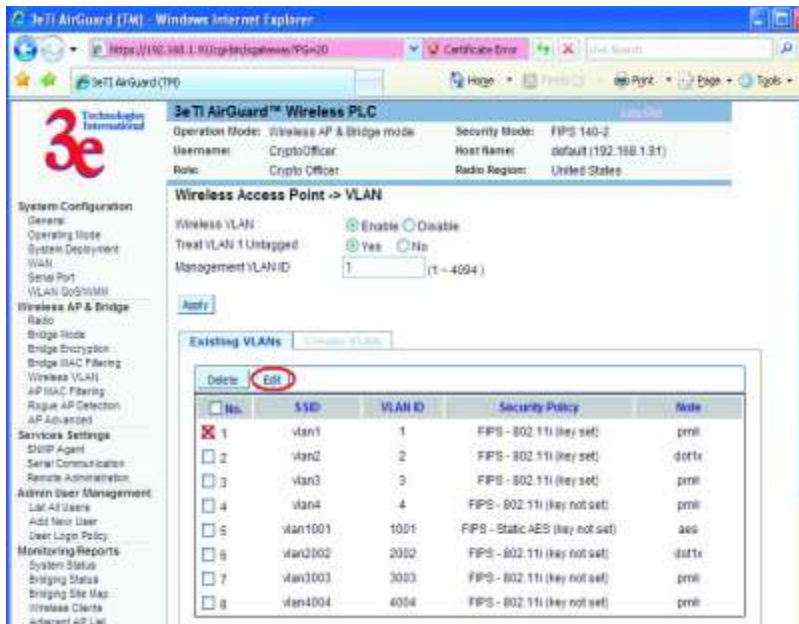 3eTI AirGuard (TM) - Windows Internet Explorer
Certificate Error
3eTI AirGuard (TM)
Home
Print
Page
Tools
3e Technologies International
3eTI AirGuard™ Wireless PLC
Log Out
Operation Mode: Wireless AP & Bridge mode Security Mode: FIPS 140-2
Username: CryptoOfficer Host Name: default (192.168.1.91)
Role: Crypto Officer Radio Region: United States
Wireless Access Point -> VLAN
Wireless VLAN Enable Disable
Treat VLAN 1 Untagged Yes No
Management VLAN ID 1 (1 ~ 4094)
Apply
Existing VLANs Create VLAN
Delete Edit
No. SSID VLAN ID Security Policy Note
1 vlan1 1 FIPS - 802.11i (key set) pmli
2 vlan2 2 FIPS - 802.11i (key set) dot1x
3 vlan3 3 FIPS - 802.11i (key set)
4 vlan4 4 FIPS - 802.11i (key not set)
5 vlan1001 1001 FIPS - Static AES (key not set) aes
6 vlan2002 2002 FIPS - 802.11i (key not set) dot1x
7 vlan3003 3003 FIPS - 802.11i (key not set)
8 vlan4004 4004 FIPS - 802.11i (key not set)
System Configuration
General
Operating Mode
System Deployment
WAN
Serial Port
WLAN QoS/WMM
Wireless AP & Bridge
Radio
Bridge Mode
Bridge Encryption
Bridge MAC Filtering
Wireless VLAN
AP MAC Filtering
Rogue AP Detection
AP Advanced
Services Settings
SNMP Agent
Serial Communication
Remote Administration
Admin User Management
List All Users
Add New User
User Login Policy
Monitoring/Reports
System Status
Bridging Status
Bridging Site Map
Wireless Clients
Adjacent AP List